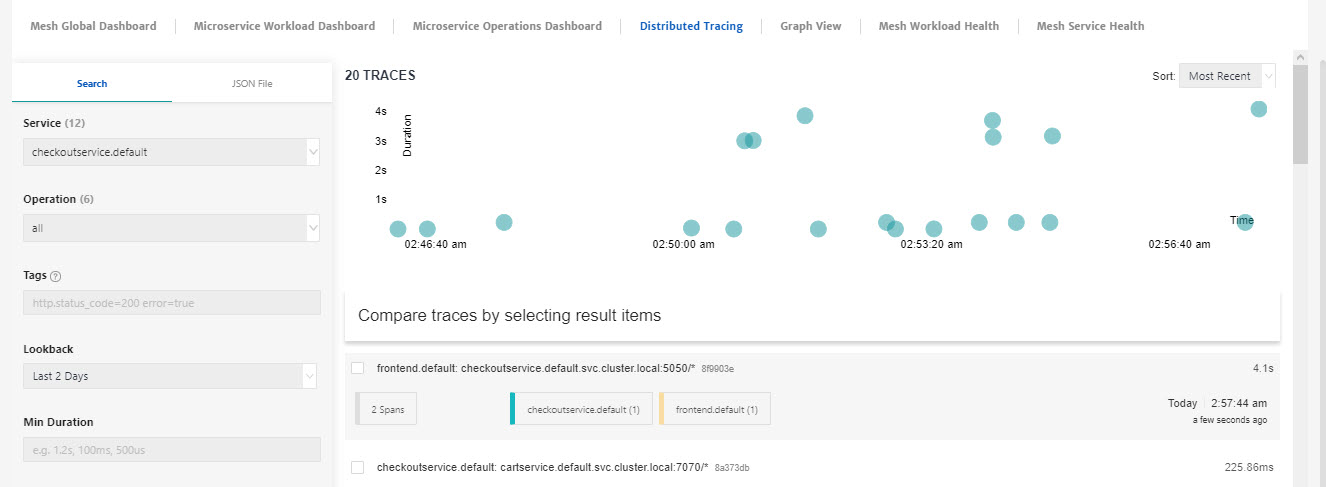 Mesh Global Dashboard
Microservice Workload Dashboard
Microservice Operations Dashboard
Distributed Tracing
Graph View
Mesh Workload Health
Mesh Service Health
Search
JSON File
Service (12)
checkoutservice.default
Operation (6)
all
Tags ?
http.status_code=200 error=true
Lookback
Last 2 Days
Min Duration
e.g. 1.2s, 100ms, 500us
20 TRACES
Sort: Most Recent
Duration
4s
3s
2s
1s
Time
02:46:40 am
02:50:00 am
02:53:20 am
02:56:40 am
Compare traces by selecting result items
frontend.default: checkoutservice.default.svc.cluster.local:5050/* 8f9903e
4.1s
2 Spans
checkoutservice.default (1)
frontend.default (1)
Today 2:57:44 am
a few seconds ago
checkoutservice.default: cartservice.default.svc.cluster.local:7070/* 8a373db
225.86ms